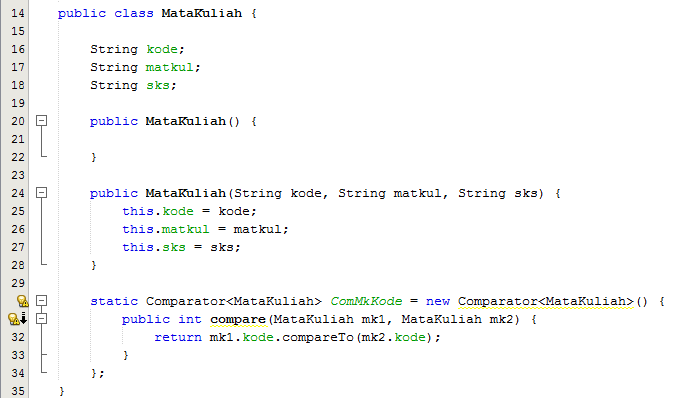 14 public class MataKuliah {
15
16 String kode;
17 String matkul;
18 String sks;
19
20 public MataKuliah() {
21
22 }
23
24 public MataKuliah(String kode, String matkul, String sks) {
25 this.kode = kode;
26 this.matkul = matkul;
27 this.sks = sks;
28 }
29
static Comparator<MataKuliah> ComMkKode = new Comparator<MataKuliah>() {
public int compare(MataKuliah mk1, MataKuliah mk2) {
32 return mk1.kode.compareTo(mk2.kode);
33 }
34 };
35 }